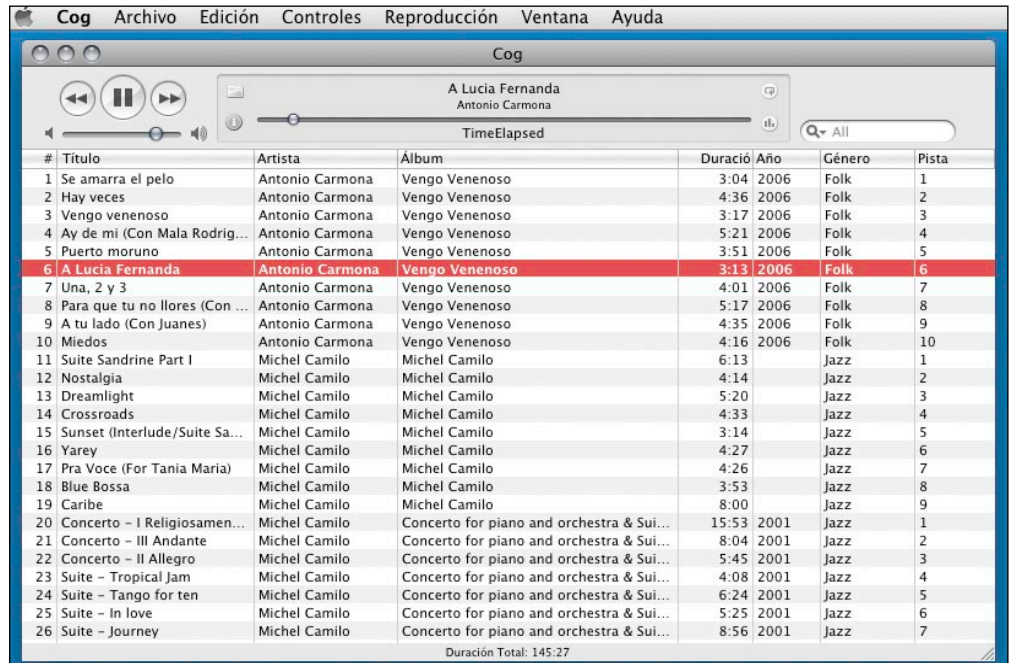 Cog Archivo Edición Controles Reproducción Ventana Ayuda
Cog
A Lucia Fernanda
Antonio Carmona
TimeElapsed
All
# Título Artista Álbum Duració Año Género Pista
1 Se amarra el pelo Antonio Carmona Vengo Venenoso 3:04 2006 Folk 1
2 Hay veces Antonio Carmona Vengo Venenoso 4:36 2006 Folk 2
3 Vengo venenoso Antonio Carmona Vengo Venenoso 3:17 2006 Folk 3
4 Ay de mi (Con Mala Rodrig... Antonio Carmona Vengo Venenoso 5:21 2006 Folk 4
5 Puerto moruno Antonio Carmona Vengo Venenoso 3:51 2006 Folk 5
6 A Lucia Fernanda Antonio Carmona Vengo Venenoso 3:13 2006 Folk 6
7 Una, 2 y 3 Antonio Carmona Vengo Venenoso 4:01 2006 Folk 7
8 Para que tu no llores (Con ... Antonio Carmona Vengo Venenoso 5:17 2006 Folk 8
9 A tu lado (Con Juanes) Antonio Carmona Vengo Venenoso 4:35 2006 Folk 9
10 Miedos Antonio Carmona Vengo Venenoso 4:16 2006 Folk 10
11 Suite Sandrine Part I Michel Camilo Michel Camilo 6:13 Jazz 1
12 Nostalgia Michel Camilo Michel Camilo 4:14 Jazz 2
13 Dreamlight Michel Camilo Michel Camilo 5:20 Jazz 3
14 Crossroads Michel Camilo Michel Camilo 4:33 Jazz 4
15 Sunset (Interlude/Suite Sa... Michel Camilo Michel Camilo 3:14 Jazz 5
16 Yarey Michel Camilo Michel Camilo 4:27 Jazz 6
17 Pra Voce (For Tania Maria) Michel Camilo Michel Camilo 4:26 Jazz 7
18 Blue Bossa Michel Camilo Michel Camilo 3:53 Jazz 8
19 Caribe Michel Camilo Michel Camilo 8:00 Jazz 9
20 Concerto – I Religiosamen... Michel Camilo Concerto for piano and orchestra & Sui... 15:53 2001 Jazz 1
21 Concerto – III Andante Michel Camilo Concerto for piano and orchestra & Sui... 8:04 2001 Jazz 2
22 Concerto – II Allegro Michel Camilo Concerto for piano and orchestra & Sui... 5:45 2001 Jazz 3
23 Suite – Tropical Jam Michel Camilo Concerto for piano and orchestra & Sui... 4:08 2001 Jazz 4
24 Suite – Tango for ten Michel Camilo Concerto for piano and orchestra & Sui... 6:24 2001 Jazz 5
25 Suite – In love Michel Camilo Concerto for piano and orchestra & Sui... 5:25 2001 Jazz 6
26 Suite – Journey Michel Camilo Concerto for piano and orchestra & Sui... 8:56 2001 Jazz 7
Duración Total: 145:27